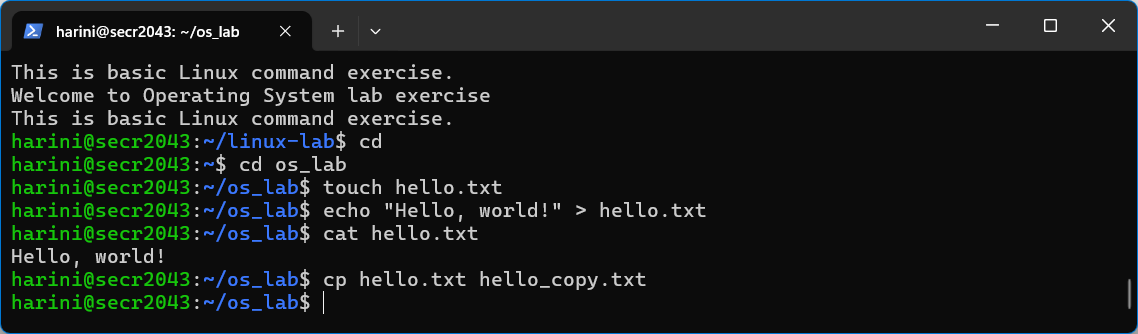 harini@secr2043: ~/os_lab
This is basic Linux command exercise.
Welcome to Operating System lab exercise
This is basic Linux command exercise.
harini@secr2043:~/linux-lab$ cd
harini@secr2043:~$ cd os_lab
harini@secr2043:~/os_lab$ touch hello.txt
harini@secr2043:~/os_lab$ echo "Hello, world!" > hello.txt
harini@secr2043:~/os_lab$ cat hello.txt
Hello, world!
harini@secr2043:~/os_lab$ cp hello.txt hello_copy.txt
harini@secr2043:~/os_lab$